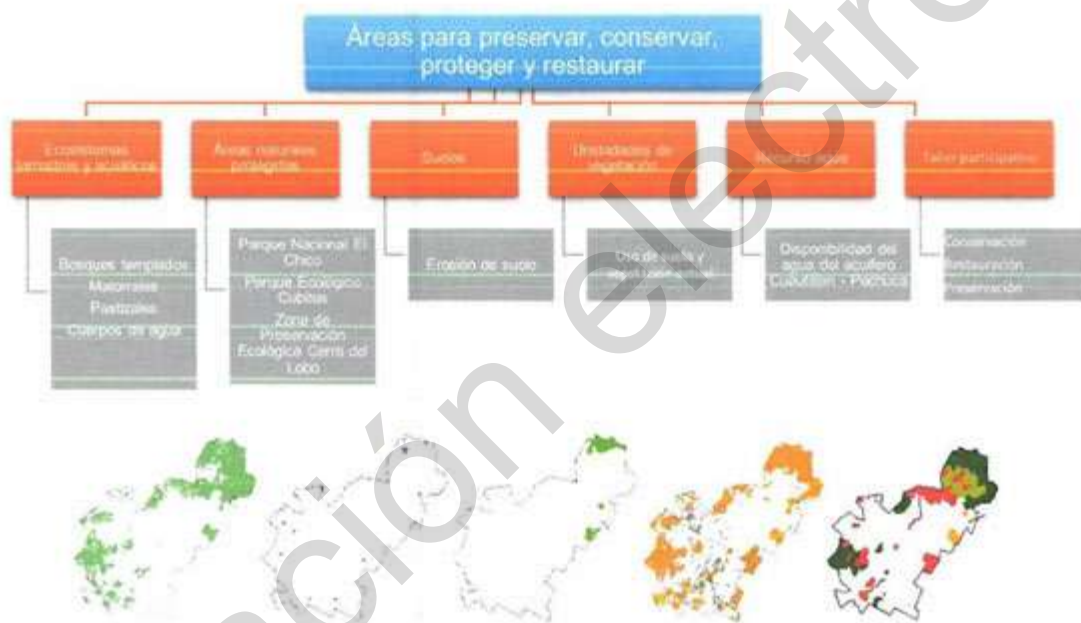 Áreas para preservar, conservar,
proteger y restaurar
Ecosistemas
terrestres y acuáticos
Áreas naturales
protegidas
Suelos
Unidades de
vegetación
Recurso agua
Taller participativo
Bosques templados
Matorrales
Pastizales
Cuerpos de agua
Parque Nacional El
Chico
Parque Ecológico
Cubitos
Zona de
Preservación
Ecológica Cerro del
Lobo
Erosión de suelo
Uso de suelo y
Disponibilidad del
agua del acuífero
Cuautitlán - Pachuca
Conservación
Restauración
Preservación
ción electró